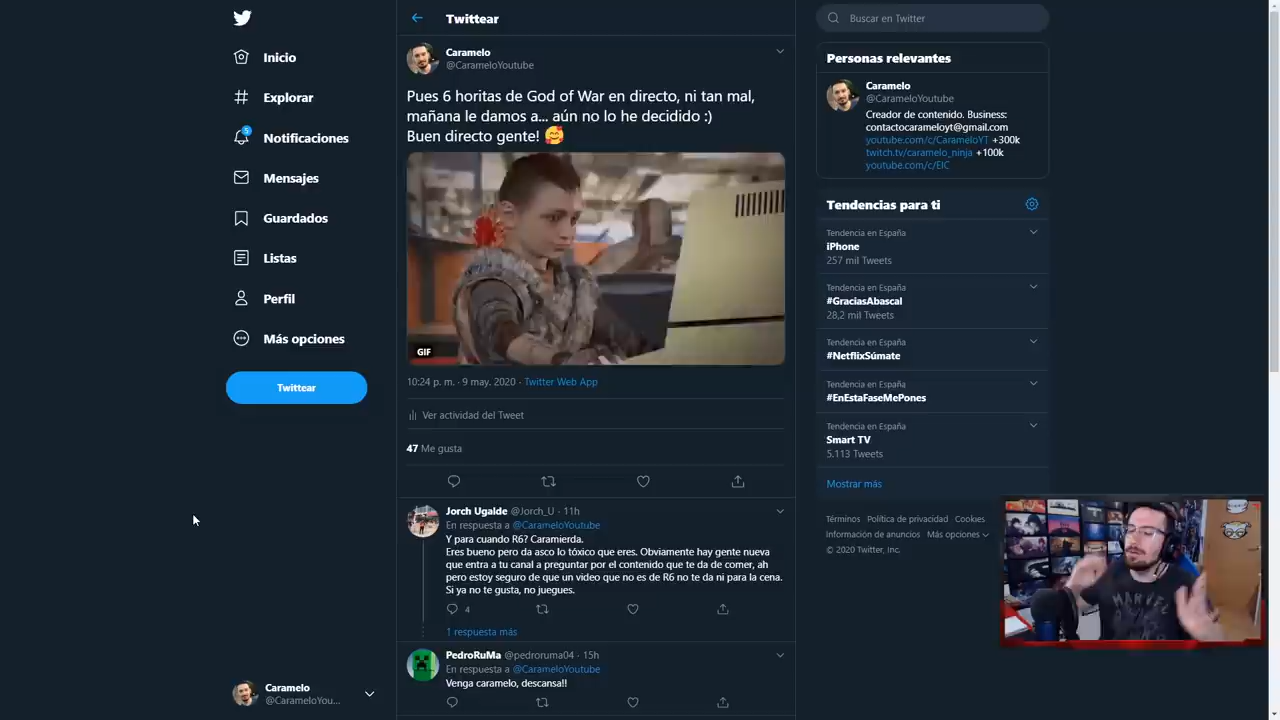 Inicio
Explorar
5
Notificaciones
Mensajes
Guardados
Listas
Perfil
Más opciones
Twittear
Caramelo
@CarameloYou...
Twittear
Caramelo
@CarameloYoutube
Pues 6 horitas de God of War en directo, ni tan mal,
mañana le damos a... aún no lo he decidido :)
Buen directo gente! 🥰
GIF
10:24 p. m. · 9 may. 2020 · Twitter Web App
Ver actividad del Tweet
47 Me gusta
Jorch Ugalde @Jorch_U · 11h
En respuesta a @CarameloYoutube
Y para cuando R6? Caramierda.
Eres bueno pero da asco lo tóxico que eres. Obviamente hay gente nueva
que entra a tu canal a preguntar por el contenido que te da de comer, ah
pero estoy seguro de que un video que no es de R6 no te da ni para la cena.
Si ya no te gusta, no juegues.
4
1 respuesta más
PedroRuMa @pedroruma04 · 15h
En respuesta a @CarameloYoutube
Venga caramelo, descansa!!
Buscar en Twitter
Personas relevantes
Caramelo
@CarameloYoutube
Creador de contenido. Business:
contactocarameloyt@gmail.com
youtube.com/c/CarameloYT +300k
twitch.tv/caramelo_ninja +100k
youtube.com/c/EIC
Tendencias para ti
Tendencia en España
iPhone
257 mil Tweets
Tendencia en España
#GraciasAbascal
28,2 mil Tweets
Tendencia en España
#NetflixSúmate
Tendencia en España
#EnEstaFaseMePones
Tendencia en España
Smart TV
5.113 Tweets
Mostrar más
Términos Política de privacidad Cookies
Información de anuncios Más opciones
© 2020 Twitter, Inc.
MARVEL